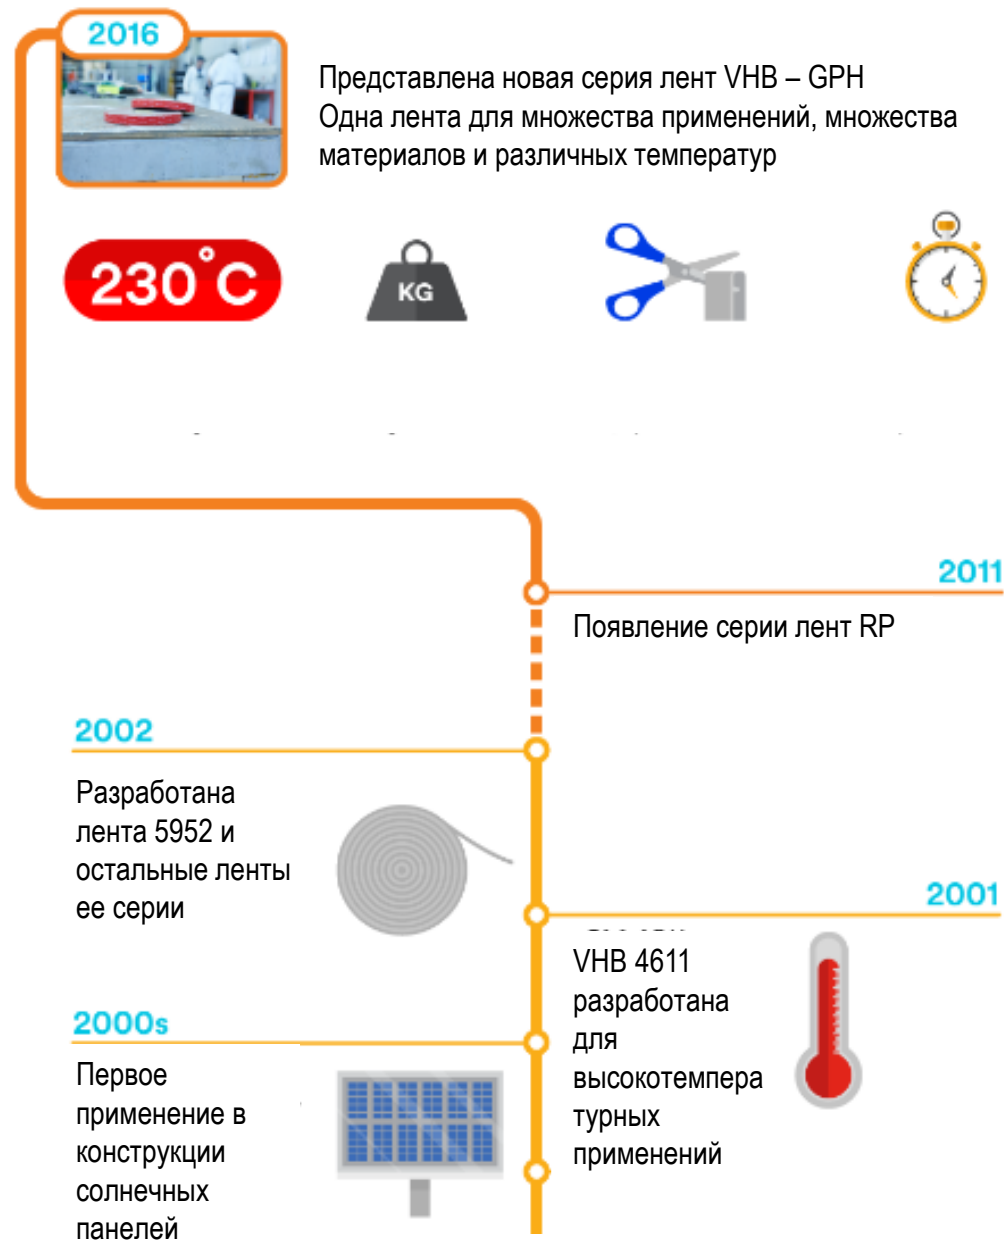 2016
Представлена новая серия лент VHB – GPH
Одна лента для множества применений, множества
материалов и различных температур
230°C
KG
2011
Появление серии лент RP
2002
Разработана
лента 5952 и
остальные ленты
ее серии
2001
VHB 4611
разработана
для
высокотемпера
турных
применений
2000s
Первое
применение в
конструкции
солнечных
панелей